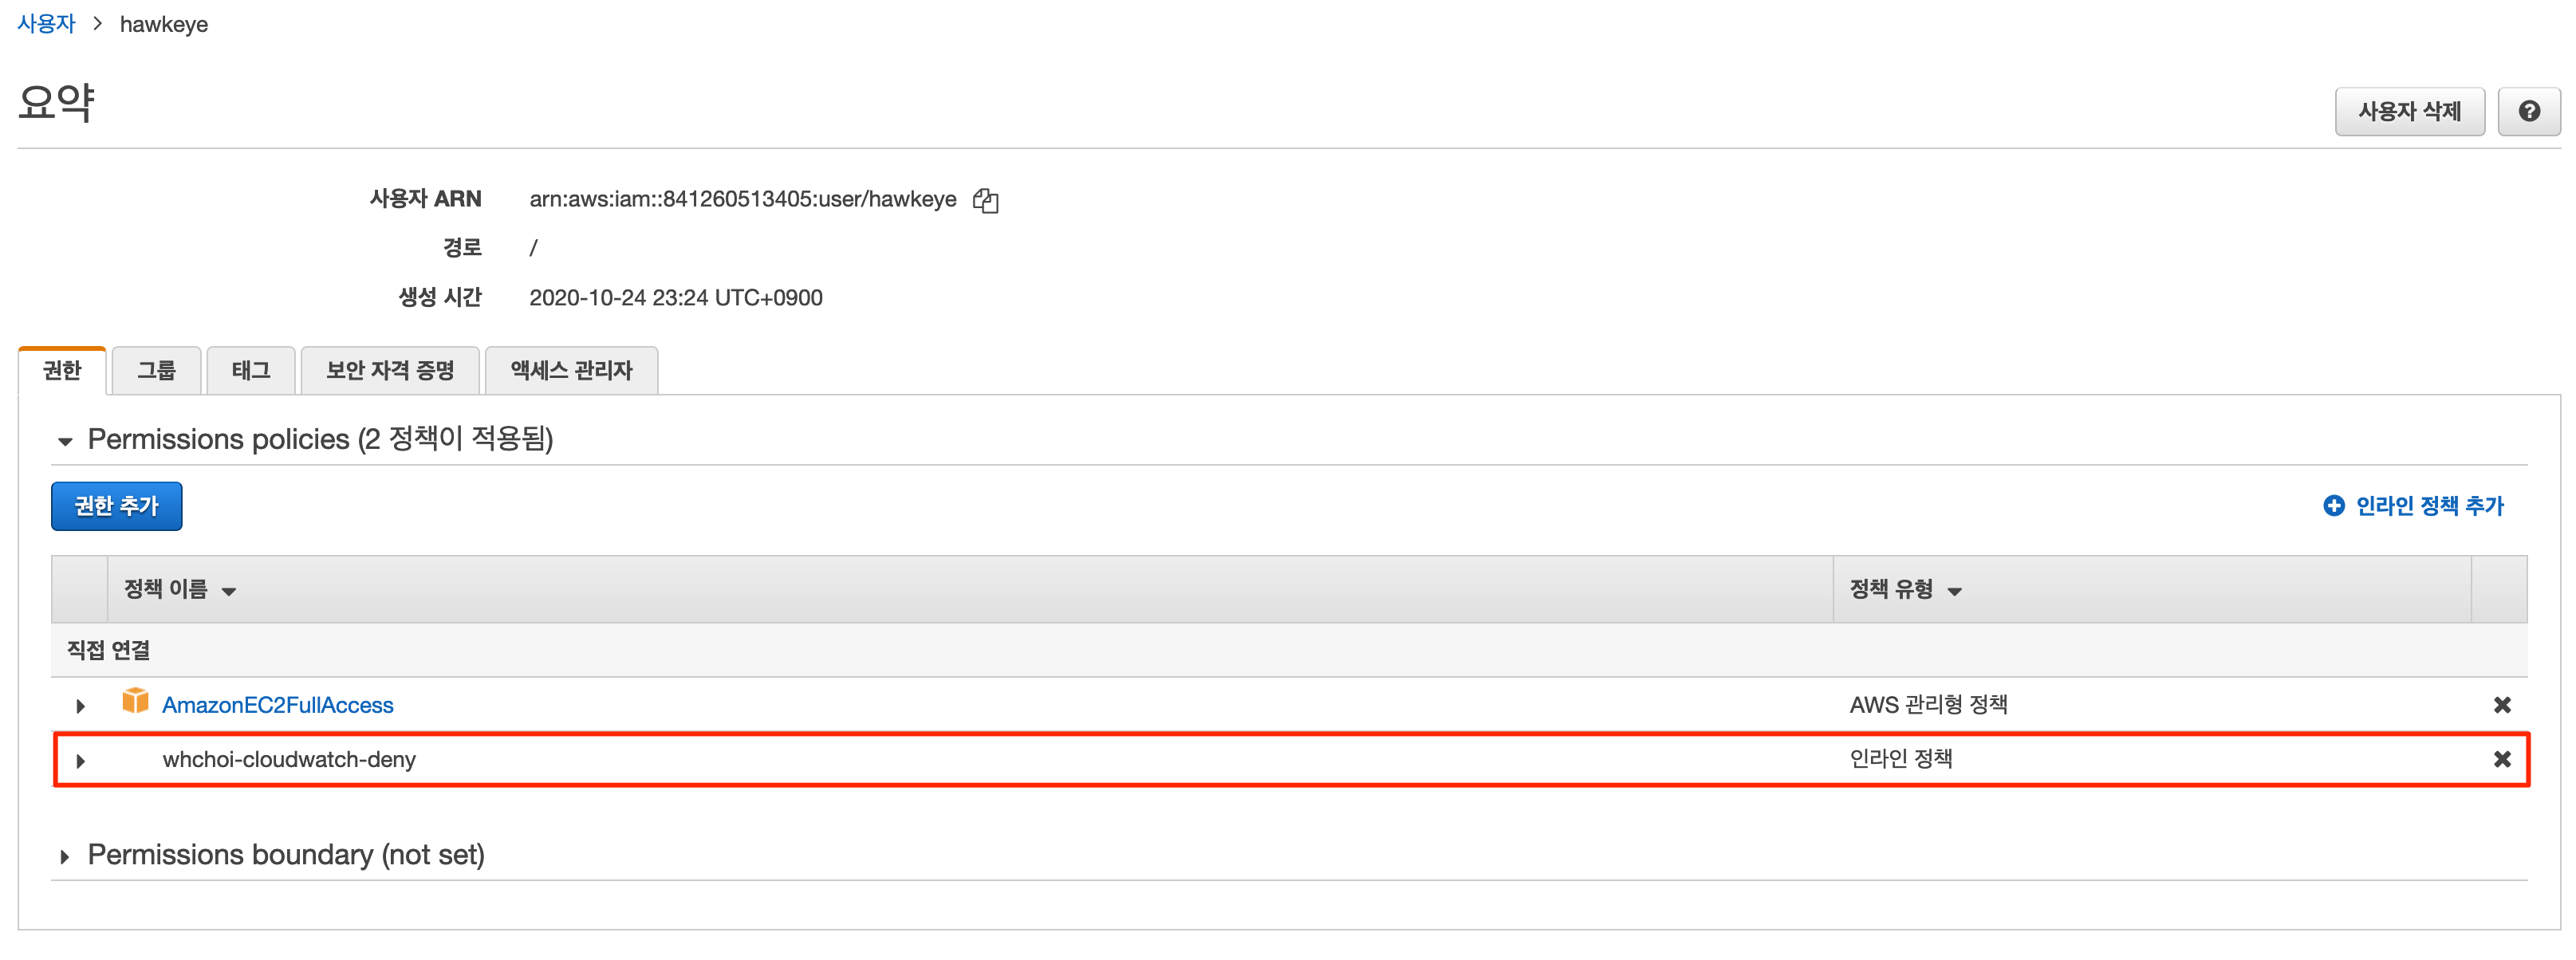 사용자 > hawkeye
요약
사용자 삭제
사용자 ARN arn:aws:iam::841260513405:user/hawkeye
경로 /
생성 시간 2020-10-24 23:24 UTC+0900
권한 그룹 태그 보안 자격 증명 액세스 관리자
Permissions policies (2 정책이 적용됨)
권한 추가 인라인 정책 추가
정책 이름 정책 유형
직접 연결
AmazonEC2FullAccess AWS 관리형 정책
whchoi-cloudwatch-deny 인라인 정책
Permissions boundary (not set)